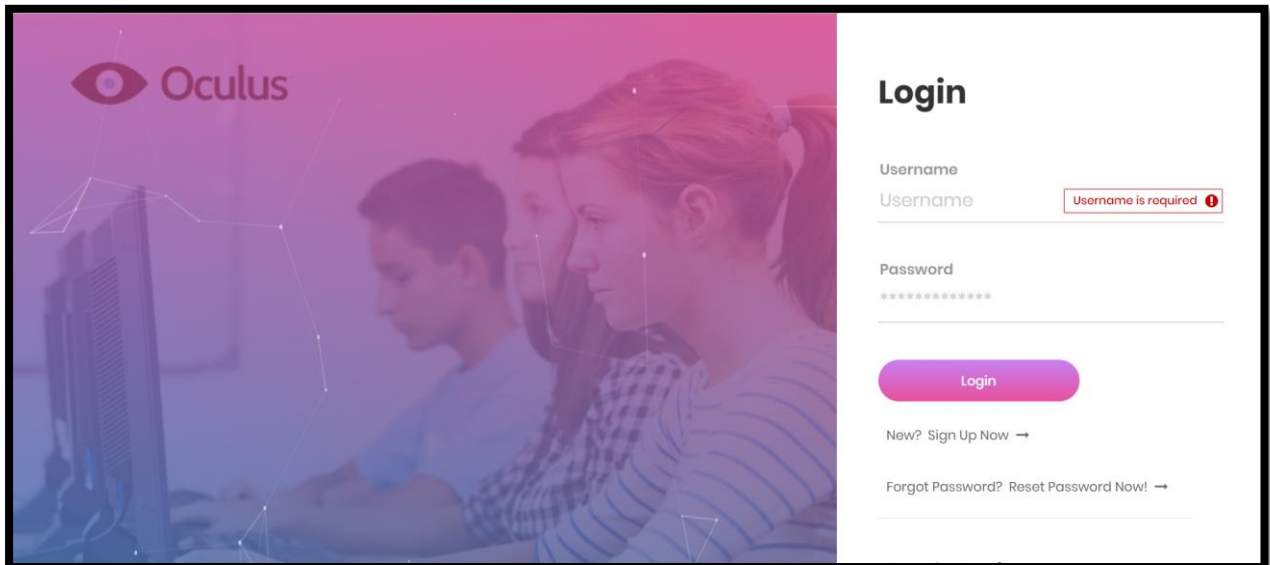 Oculus
Login
Username
Username
Username is required
Password
*************
Login
New? Sign Up Now →
Forgot Password? Reset Password Now! →